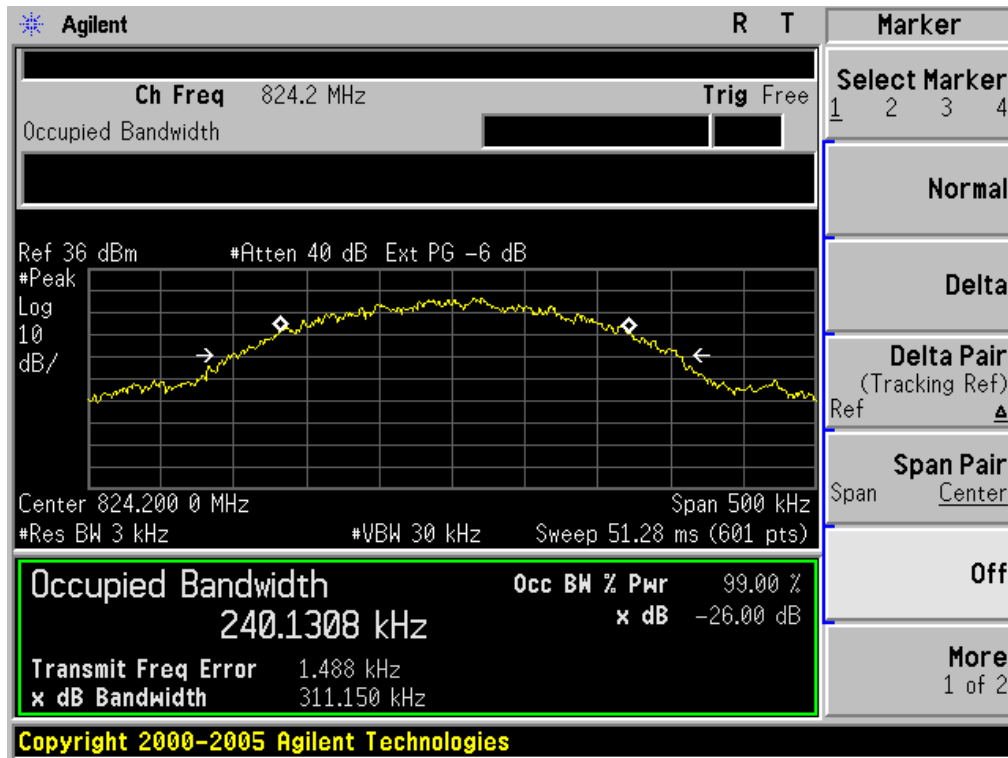 Agilent R T
Ch Freq 824.2 MHz Trig Free
Occupied Bandwidth
Ref 36 dBm #Atten 40 dB Ext PG -6 dB
#Peak
Log
10
dB/
Center 824.200 0 MHz Span 500 kHz
#Res BW 3 kHz #VBW 30 kHz Sweep 51.28 ms (601 pts)
Occupied Bandwidth Occ BW % Pwr 99.00 %
240.1308 kHz x dB -26.00 dB
Transmit Freq Error 1.488 kHz
x dB Bandwidth 311.150 kHz
Copyright 2000-2005 Agilent Technologies
Marker
Select Marker
1 2 3 4
Normal
Delta
Delta Pair
(Tracking Ref)
Ref Δ
Span Pair
Span Center
Off
More
1 of 2